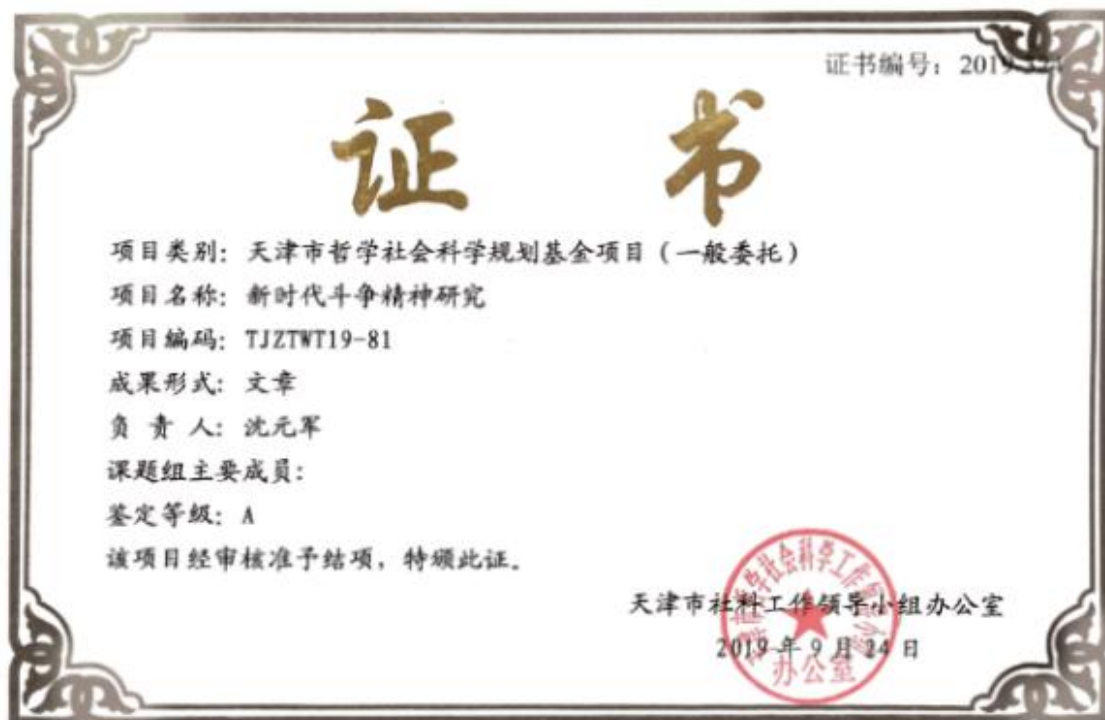 证书编号：2019
证书
项目类别：天津市哲学社会科学规划基金项目（一般委托）
项目名称：新时代斗争精神研究
项目编码：TJZTWT19-81
成果形式：文章
负 责 人：沈元军
课题组主要成员：
鉴定等级：A
该项目经审核准予结项，特颁此证。
天津市社科工作领导小组办公室
2019年9月24日
办公室